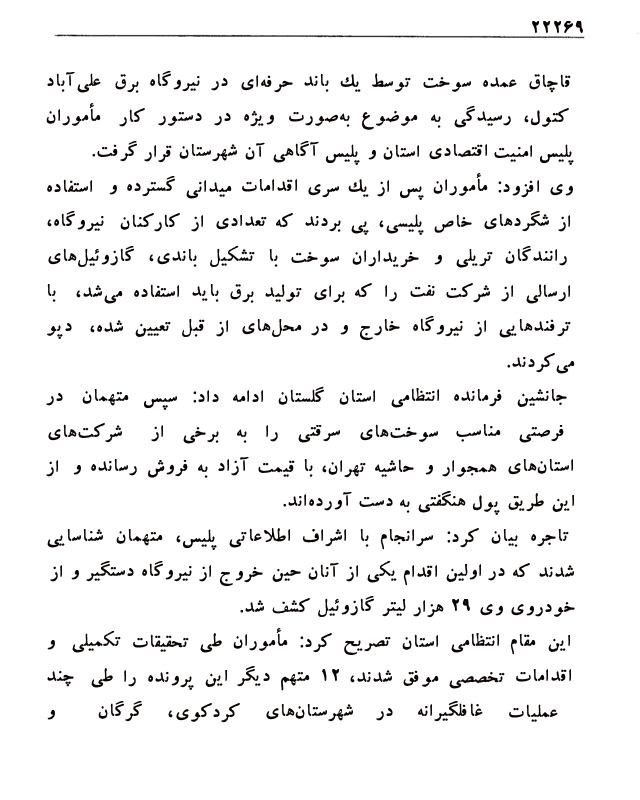 ۲۲۲۶۹
قاچاق عمده سوخت توسط یك باند حرفه‌ای در نیروگاه برق علی‌آباد
کتول، رسیدگی به موضوع به‌صورت ویژه در دستور کار مأموران
پلیس امنیت اقتصادی استان و پلیس آگاهی آن شهرستان قرار گرفت.
وی افزود: مأموران پس از یك سری اقدامات میدانی گسترده و استفاده
از شگردهای خاص پلیسی، پی بردند که تعدادی از کارکنان نیروگاه،
رانندگان تریلی و خریداران سوخت با تشکیل باندی، گازوئیل‌های
ارسالی از شرکت نفت را که برای تولید برق باید استفاده می‌شد، با
ترفندهایی از نیروگاه خارج و در محل‌های از قبل تعیین شده، دپو
می‌کردند.
جانشین فرمانده انتظامی استان گلستان ادامه داد: سپس متهمان در
فرصتی مناسب سوخت‌های سرقتی را به برخی از شرکت‌های
استان‌های همجوار و حاشیه تهران، با قیمت آزاد به فروش رسانده و از
این طریق پول هنگفتی به دست آورده‌اند.
تاجره بیان کرد: سرانجام با اشراف اطلاعاتی پلیس، متهمان شناسایی
شدند که در اولین اقدام یکی از آنان حین خروج از نیروگاه دستگیر و از
خودروی وی ۲۹ هزار لیتر گازوئیل کشف شد.
این مقام انتظامی استان تصریح کرد: مأموران طی تحقیقات تکمیلی و
اقدامات تخصصی موفق شدند، ۱۲ متهم دیگر این پرونده را طی چند
عملیات غافلگیرانه در شهرستان‌های کردکوی، گرگان و